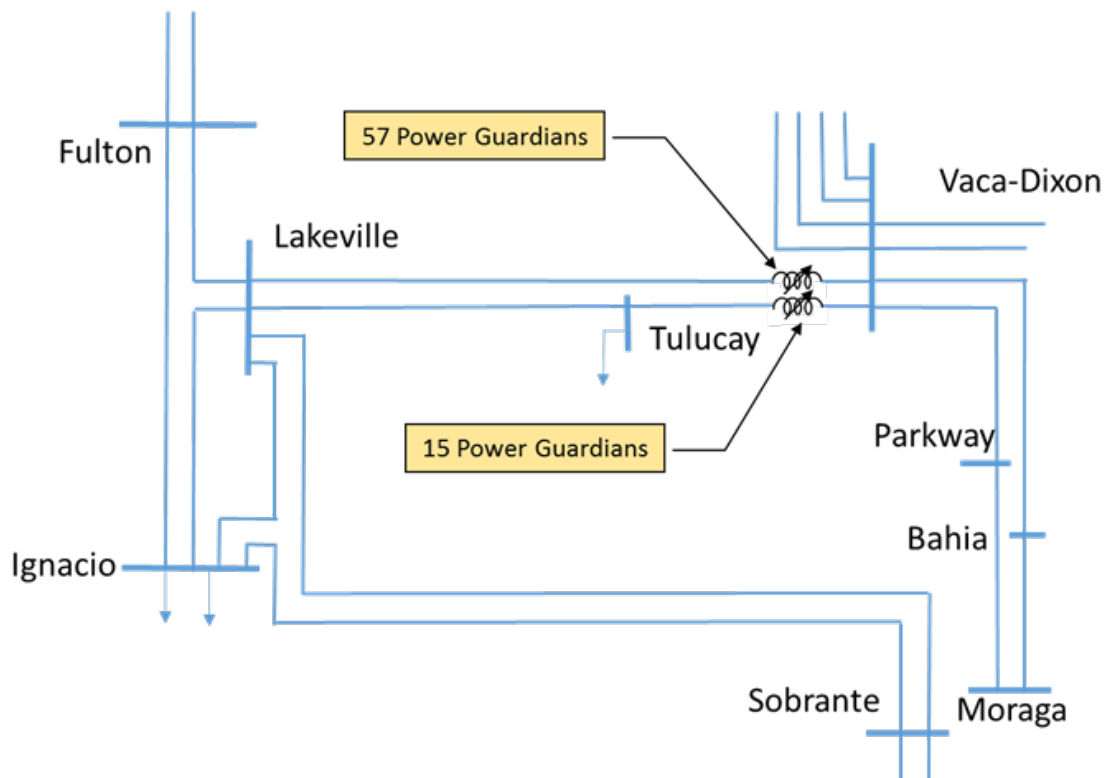 57 Power Guardians
Fulton
Vaca-Dixon
Lakeville
Tulucay
15 Power Guardians
Parkway
Bahia
Ignacio
Sobrante
Moraga